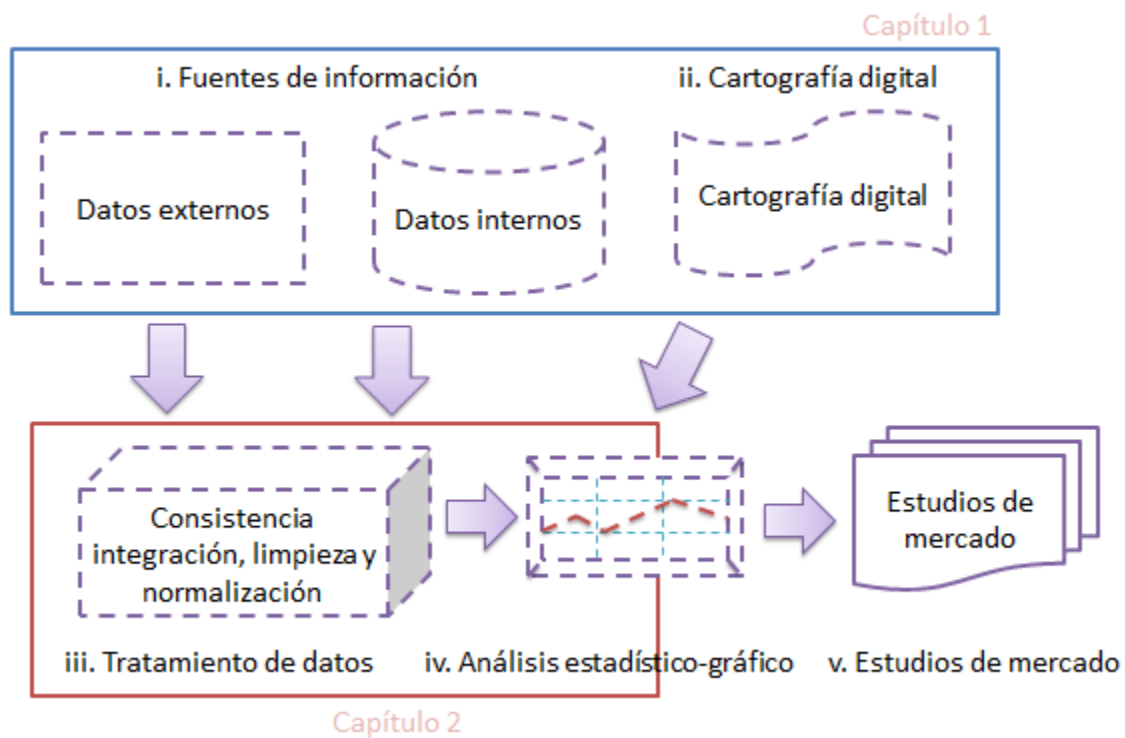 Capítulo 1
i. Fuentes de información
ii. Cartografía digital
Datos externos
Datos internos
Cartografía digital
Consistencia
integración, limpieza y
normalización
Estudios de
mercado
iii. Tratamiento de datos
iv. Análisis estadístico-gráfico
v. Estudios de mercado
Capítulo 2